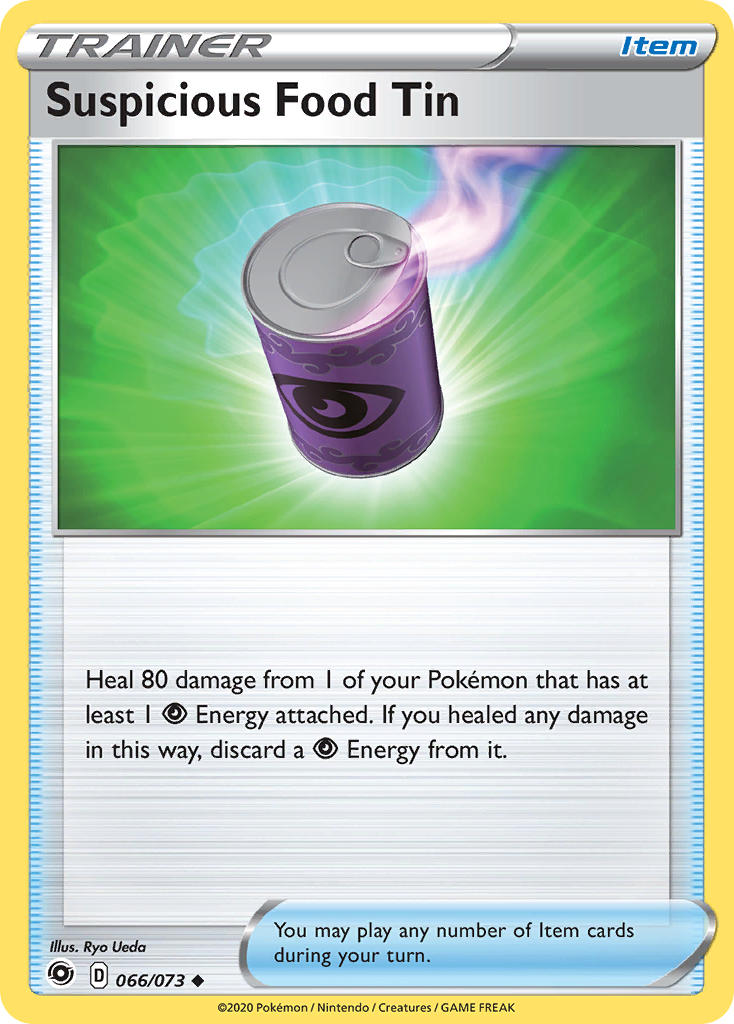 TRAINER
Item
Suspicious Food Tin
Heal 80 damage from 1 of your Pokémon that has at
least 1 Energy attached. If you healed any damage
in this way, discard a Energy from it.
You may play any number of Item cards
during your turn.
Illus. Ryo Ueda
D 066/073
©2020 Pokémon / Nintendo / Creatures / GAME FREAK